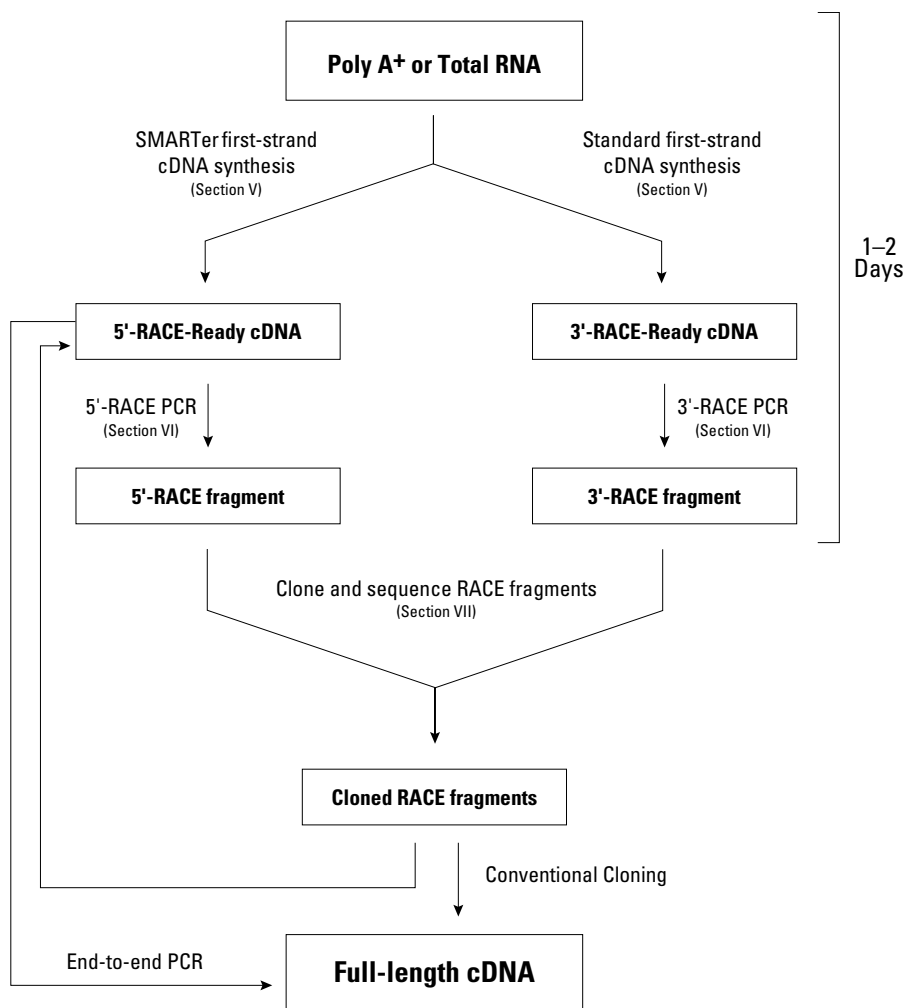 Poly A+ or Total RNA
SMARTer first-strand
cDNA synthesis
(Section V)
Standard first-strand
cDNA synthesis
(Section V)
1–2
Days
5'-RACE-Ready cDNA
3'-RACE-Ready cDNA
5'-RACE PCR
(Section VI)
3'-RACE PCR
(Section VI)
5'-RACE fragment
3'-RACE fragment
Clone and sequence RACE fragments
(Section VII)
Cloned RACE fragments
Conventional Cloning
End-to-end PCR
Full-length cDNA